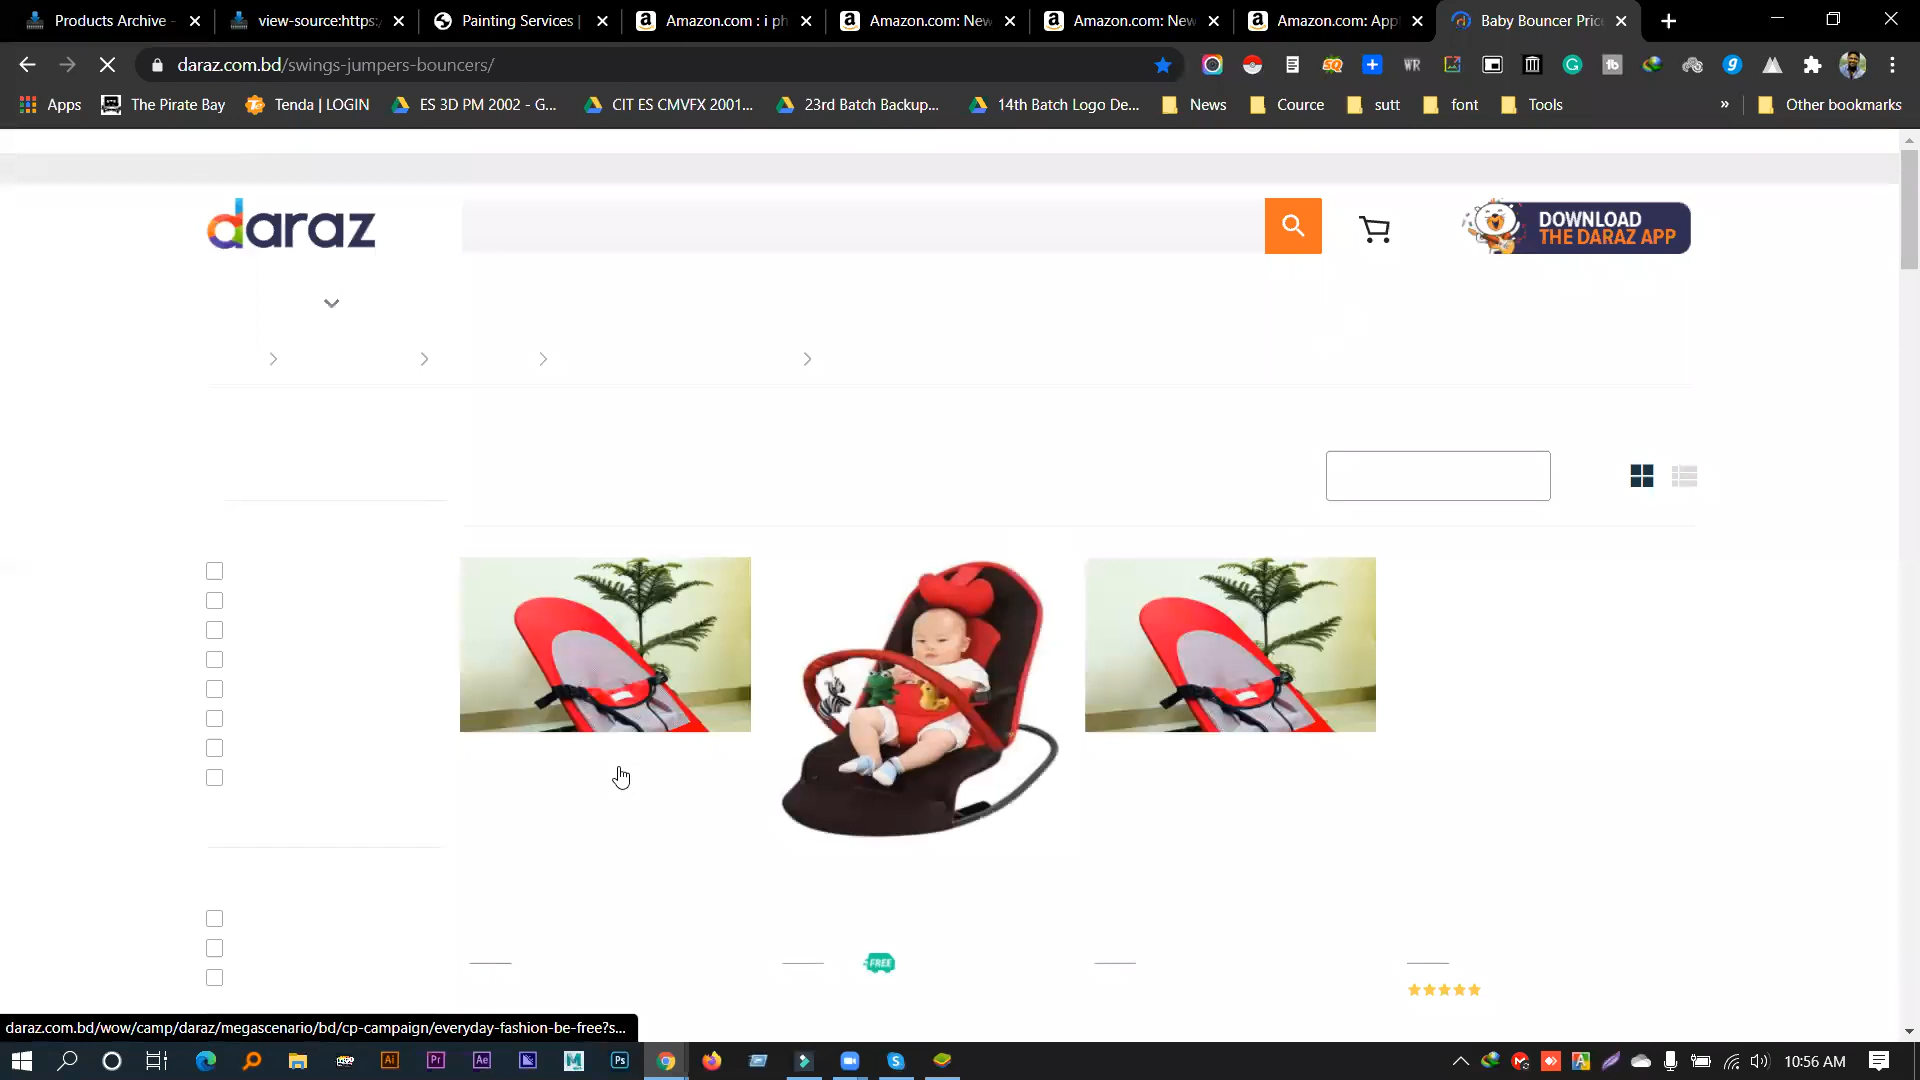 Products Archive -
view-source:https:/
Painting Services |
Amazon.com : i ph
Amazon.com: New
Amazon.com: New
Amazon.com: App
Baby Bouncer Pric
daraz.com.bd/swings-jumpers-bouncers/
Apps
The Pirate Bay
Tenda | LOGIN
ES 3D PM 2002 - G...
CIT ES CMVFX 2001...
23rd Batch Backup...
14th Batch Logo De...
News
Cource
sutt
font
Tools
»
Other bookmarks
daraz
DOWNLOAD
THE DARAZ APP
FREE
daraz.com.bd/wow/camp/daraz/megascenario/bd/cp-campaign/everyday-fashion-be-free?s...
Ai
Pr
Ae
M
Ps
10:56 AM